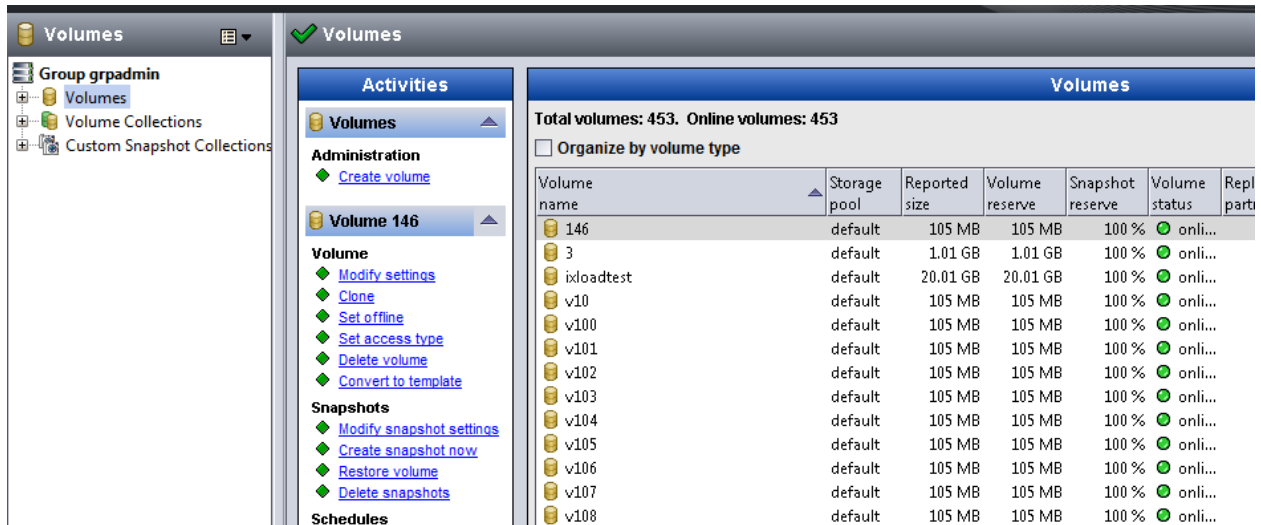 Volumes
Group grpadmin
Volumes
Volume Collections
Custom Snapshot Collections
Volumes
Activities
Volumes
Administration
Create volume
Volume 146
Volume
Modify settings
Clone
Set offline
Set access type
Delete volume
Convert to template
Snapshots
Modify snapshot settings
Create snapshot now
Restore volume
Delete snapshots
Schedules
Volumes
Total volumes: 453. Online volumes: 453
Organize by volume type
Volume name Storage pool Reported size Volume reserve Snapshot reserve Volume status Repl partn
146 default 105 MB 105 MB 100 % onli...
3 default 1.01 GB 1.01 GB 100 % onli...
ixloadtest default 20.01 GB 20.01 GB 100 % onli...
v10 default 105 MB 105 MB 100 % onli...
v100 default 105 MB 105 MB 100 % onli...
v101 default 105 MB 105 MB 100 % onli...
v102 default 105 MB 105 MB 100 % onli...
v103 default 105 MB 105 MB 100 % onli...
v104 default 105 MB 105 MB 100 % onli...
v105 default 105 MB 105 MB 100 % onli...
v106 default 105 MB 105 MB 100 % onli...
v107 default 105 MB 105 MB 100 % onli...
v108 default 105 MB 105 MB 100 % onli...